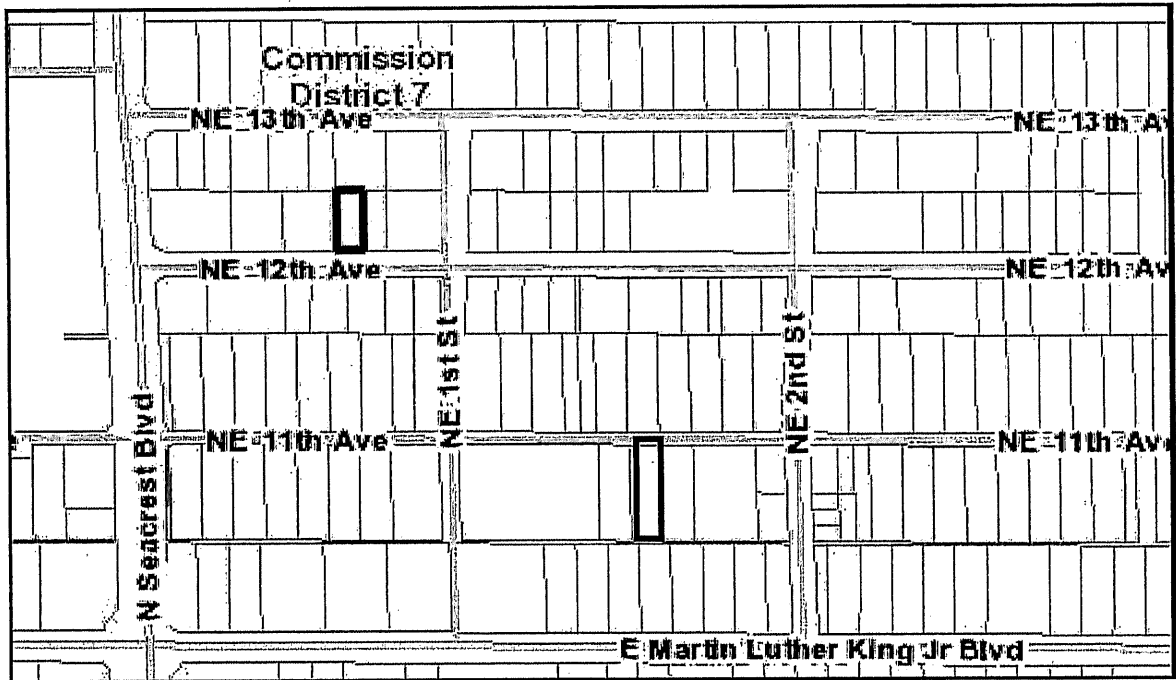 Commission
District 7
NE 13th Ave
NE 13th Av
NE 12th Ave
NE 12th Av
NE 1st St
NE 2nd St
N Seacrest Blvd
e
NE 11th Ave
NE 11th Ave
E Martin Luther King Jr Blvd